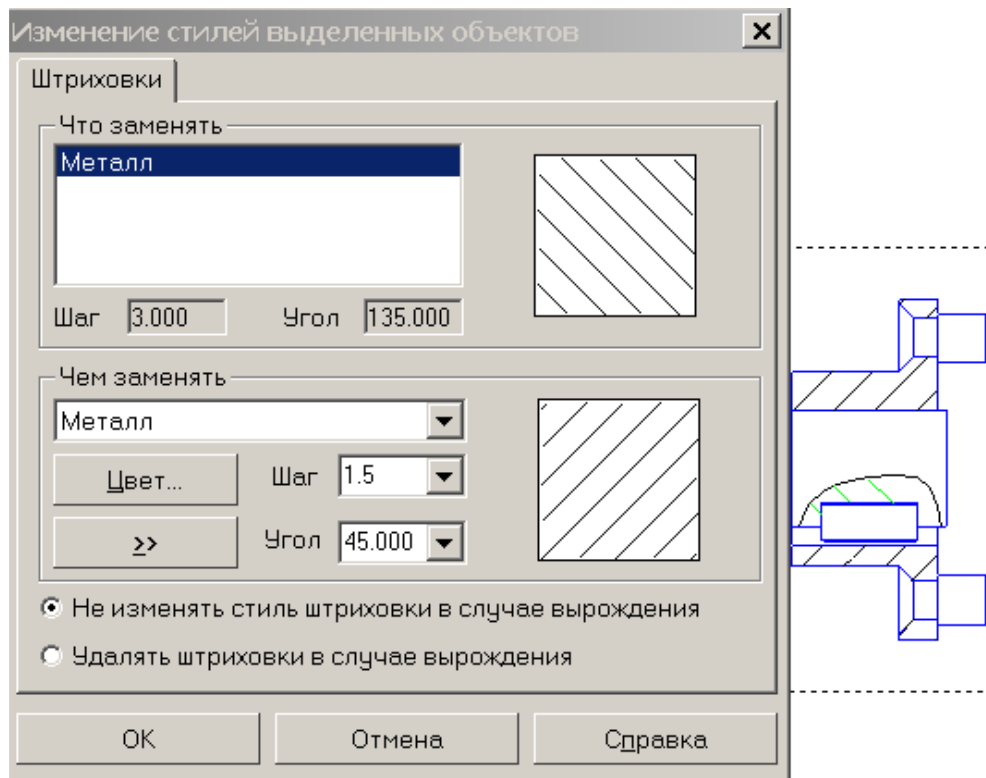 Изменение стилей выделенных объектов
Штриховки
Что заменять
Металл
Шаг 3.000 Угол 135.000
Чем заменять
Металл
Цвет... Шаг 1.5
>> Угол 45.000
Не изменять стиль штриховки в случае вырождения
Удалять штриховки в случае вырождения
OK Отмена Справка